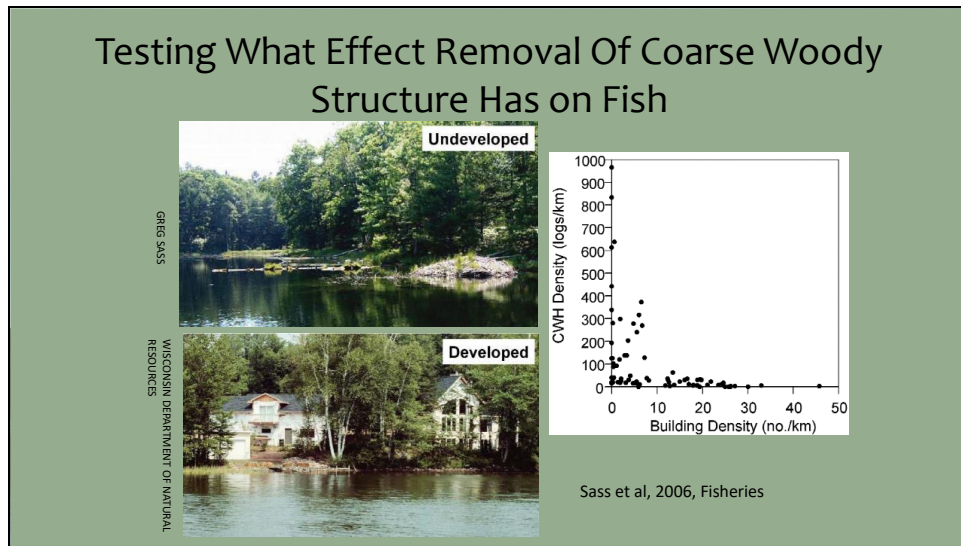 Testing What Effect Removal Of Coarse Woody
Structure Has on Fish
Undeveloped
GREG SASS
Developed
WISCONSIN DEPARTMENT OF NATURAL
RESOURCES
CWH Density (logs/km)
1000
900
800
700
600
500
400
300
200
100
0
0 10 20 30 40 50
Building Density (no./km)
Sass et al, 2006, Fisheries